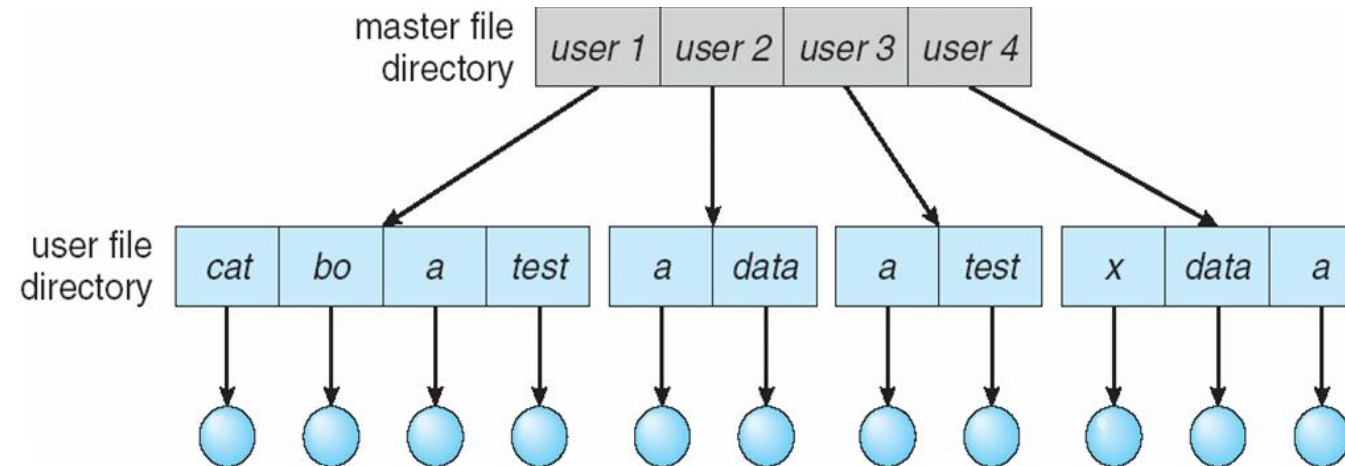 master file
directory
user 1 user 2 user 3 user 4
user file
directory
cat bo a test a data a test x data a